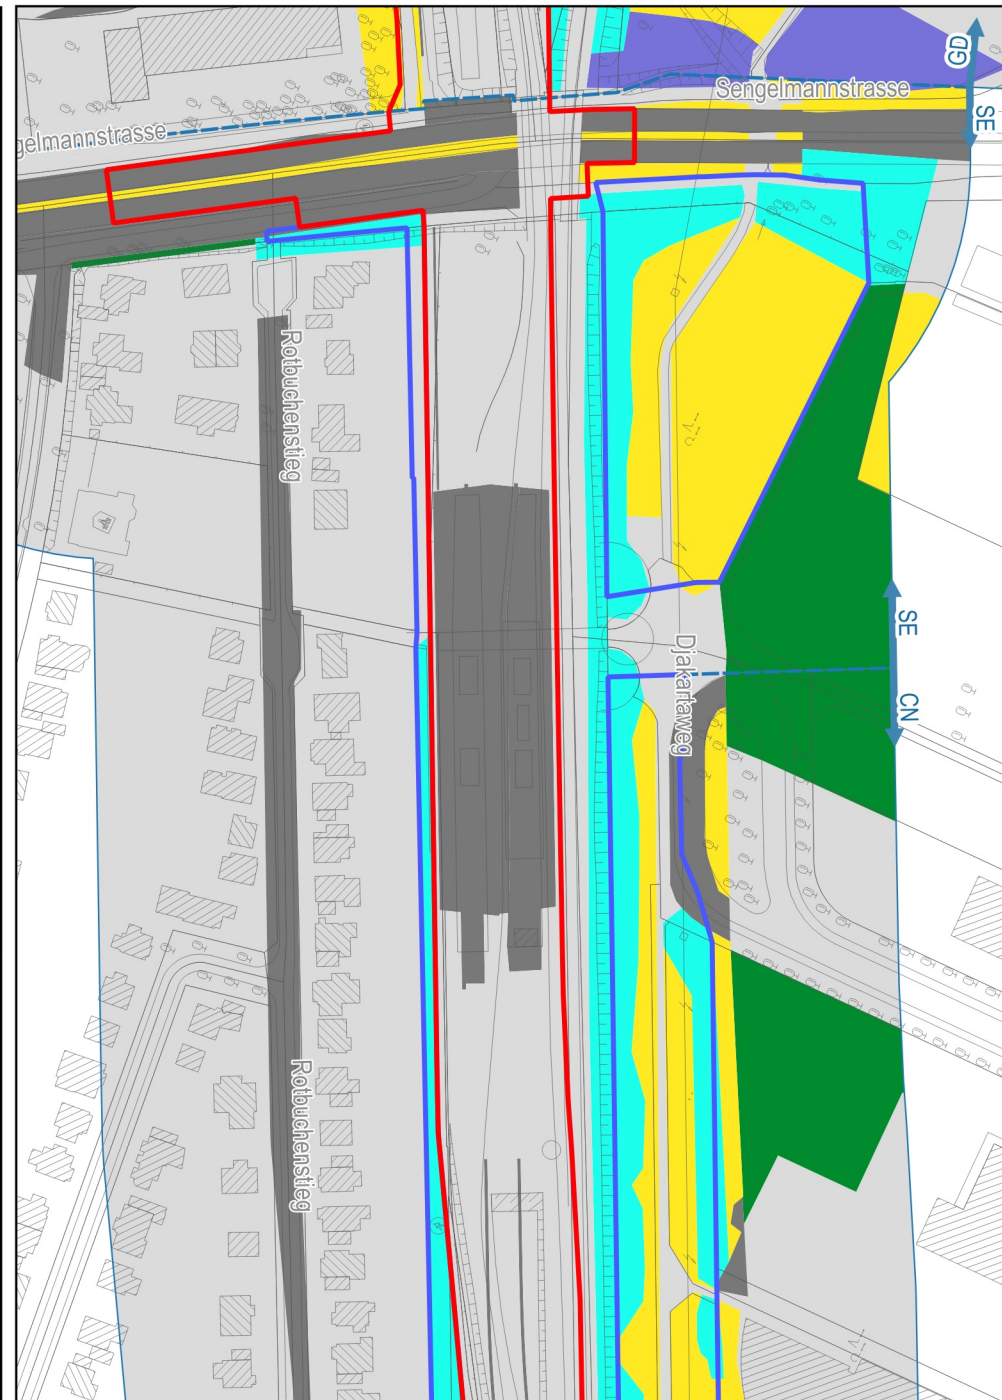 GD
SE
Sengelmannstrasse
gelmannstrasse
Rotbuchenstieg
SE
CN
Djakartaweg
Rotbuchenstieg